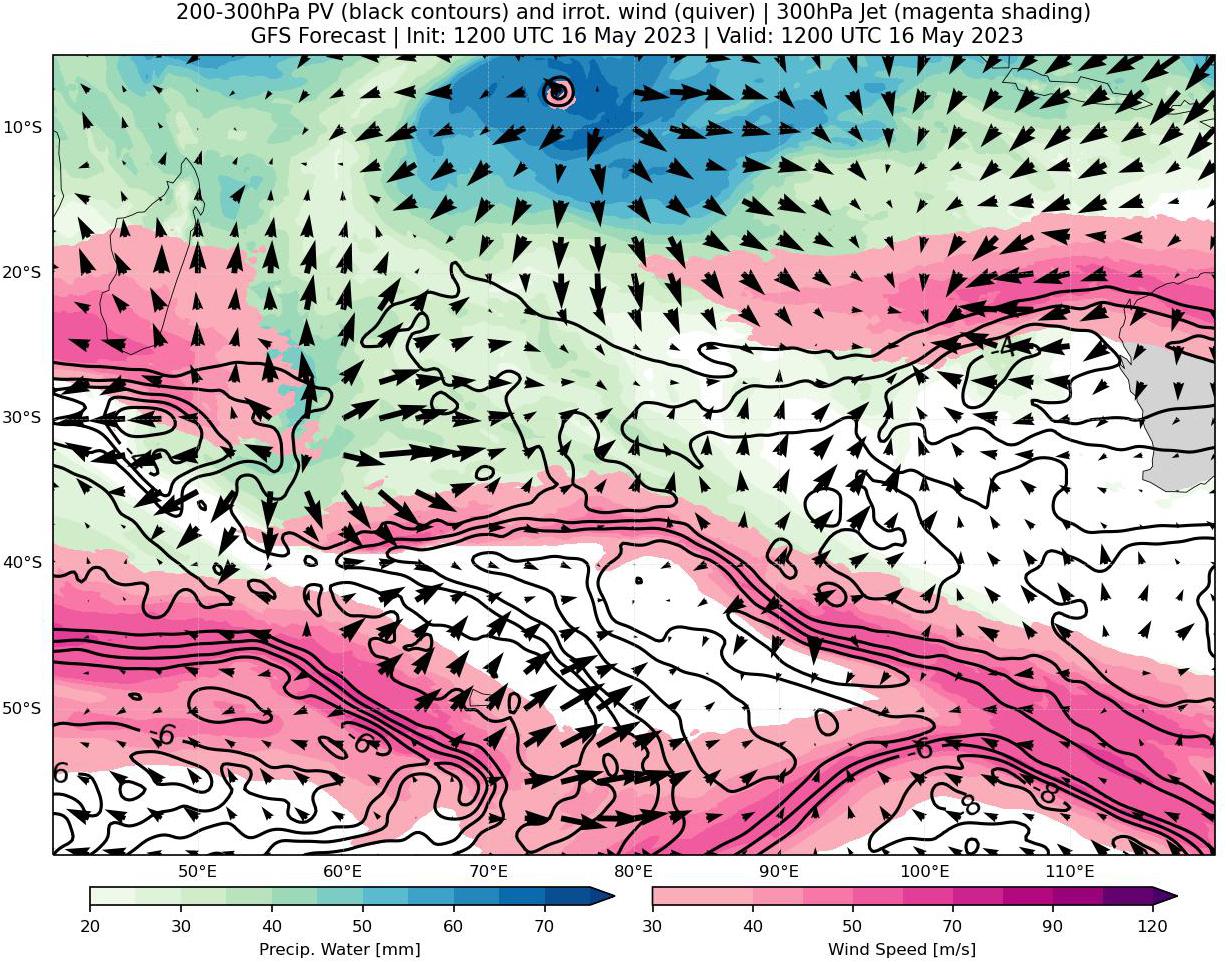 200-300hPa PV (black contours) and irrot. wind (quiver) | 300hPa Jet (magenta shading)
GFS Forecast | Init: 1200 UTC 16 May 2023 | Valid: 1200 UTC 16 May 2023
10°S
20°S
-4
30°S
40°S
50°S
-6 -6 -6
6
-8 -8
50°E 60°E 70°E 80°E 90°E 100°E 110°E
20 30 40 50 60 70
30 40 50 70 90 120
Precip. Water [mm] Wind Speed [m/s]